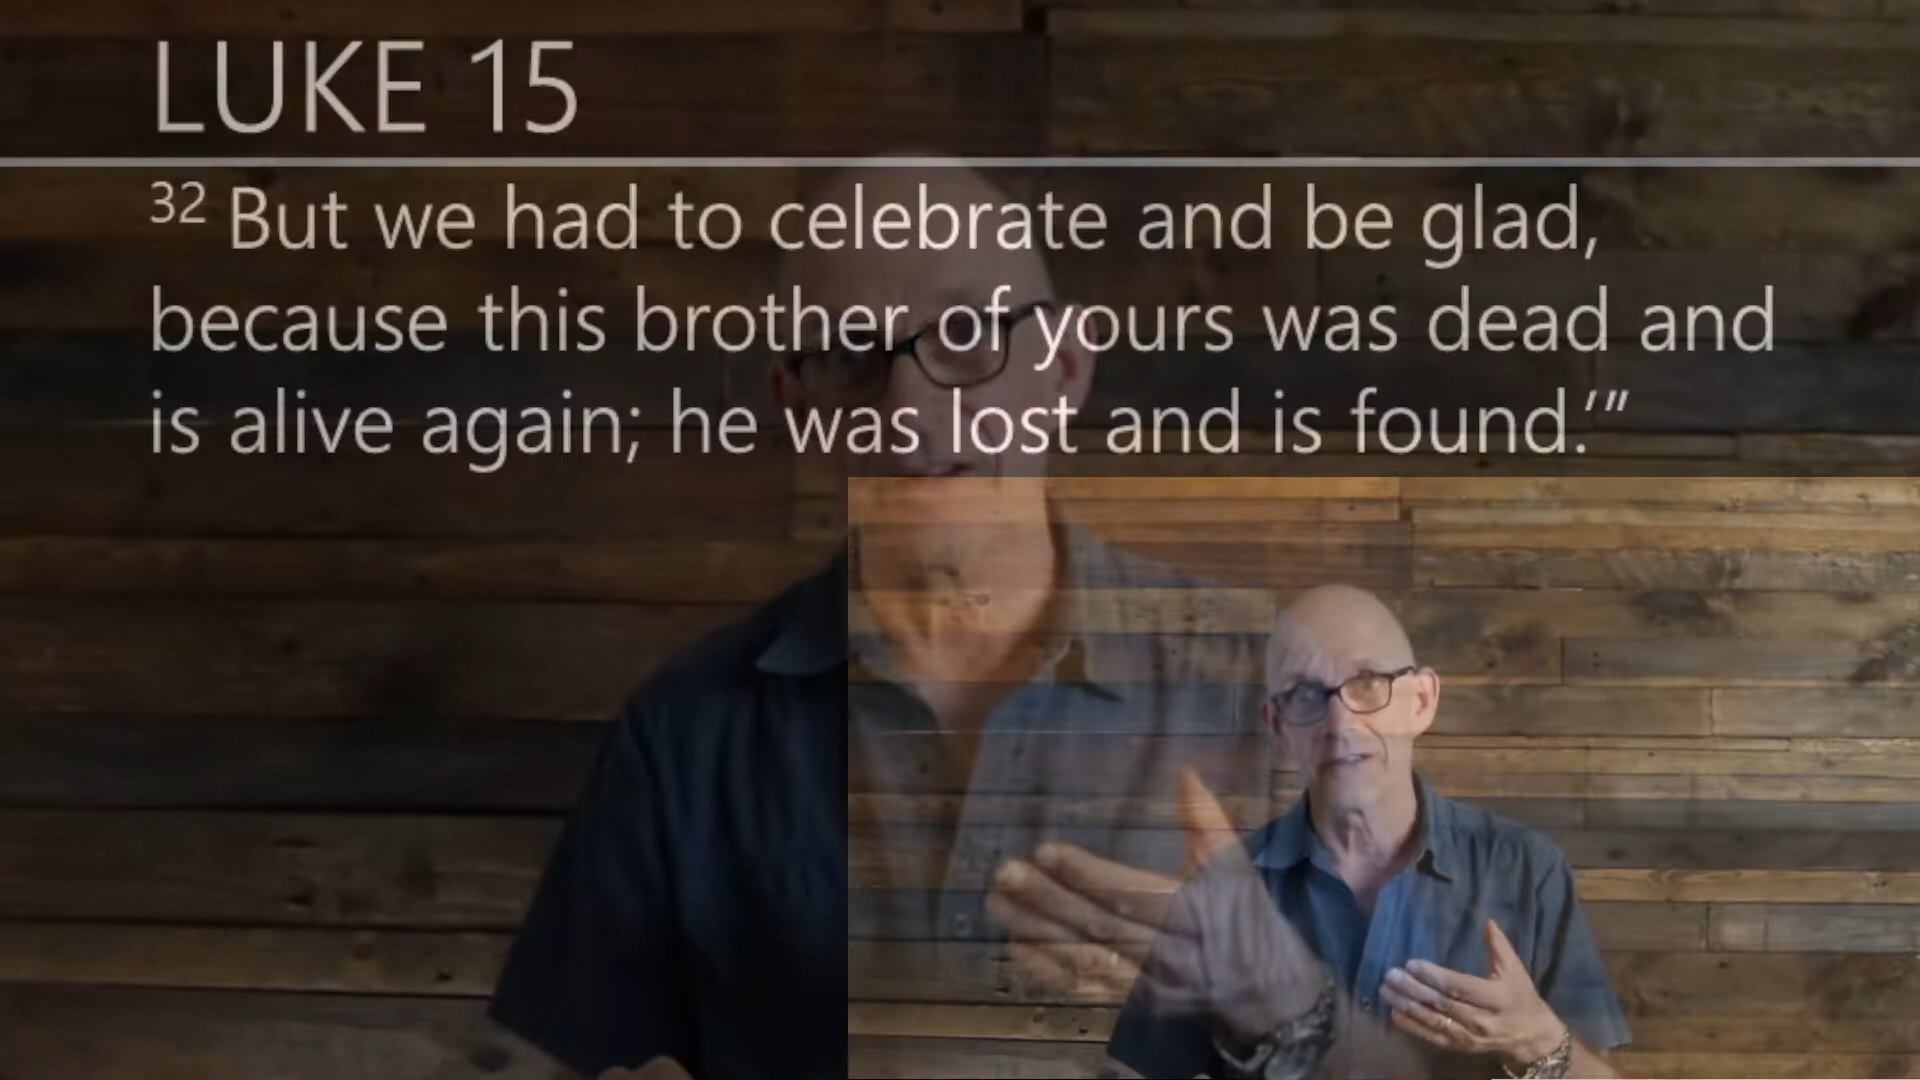 LUKE 15
32 But we had to celebrate and be glad,
because this brother of yours was dead and
is alive again; he was lost and is found.’”